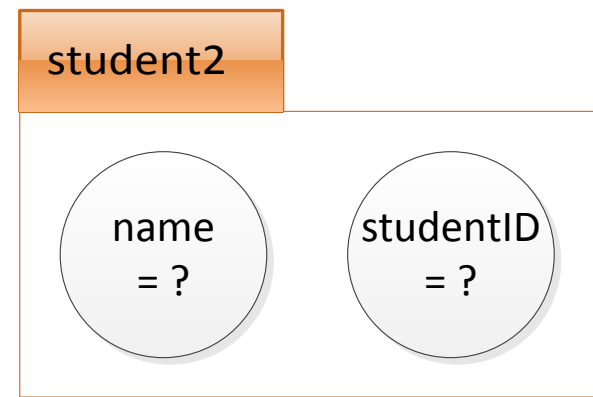 student2
name
= ?
studentID
= ?